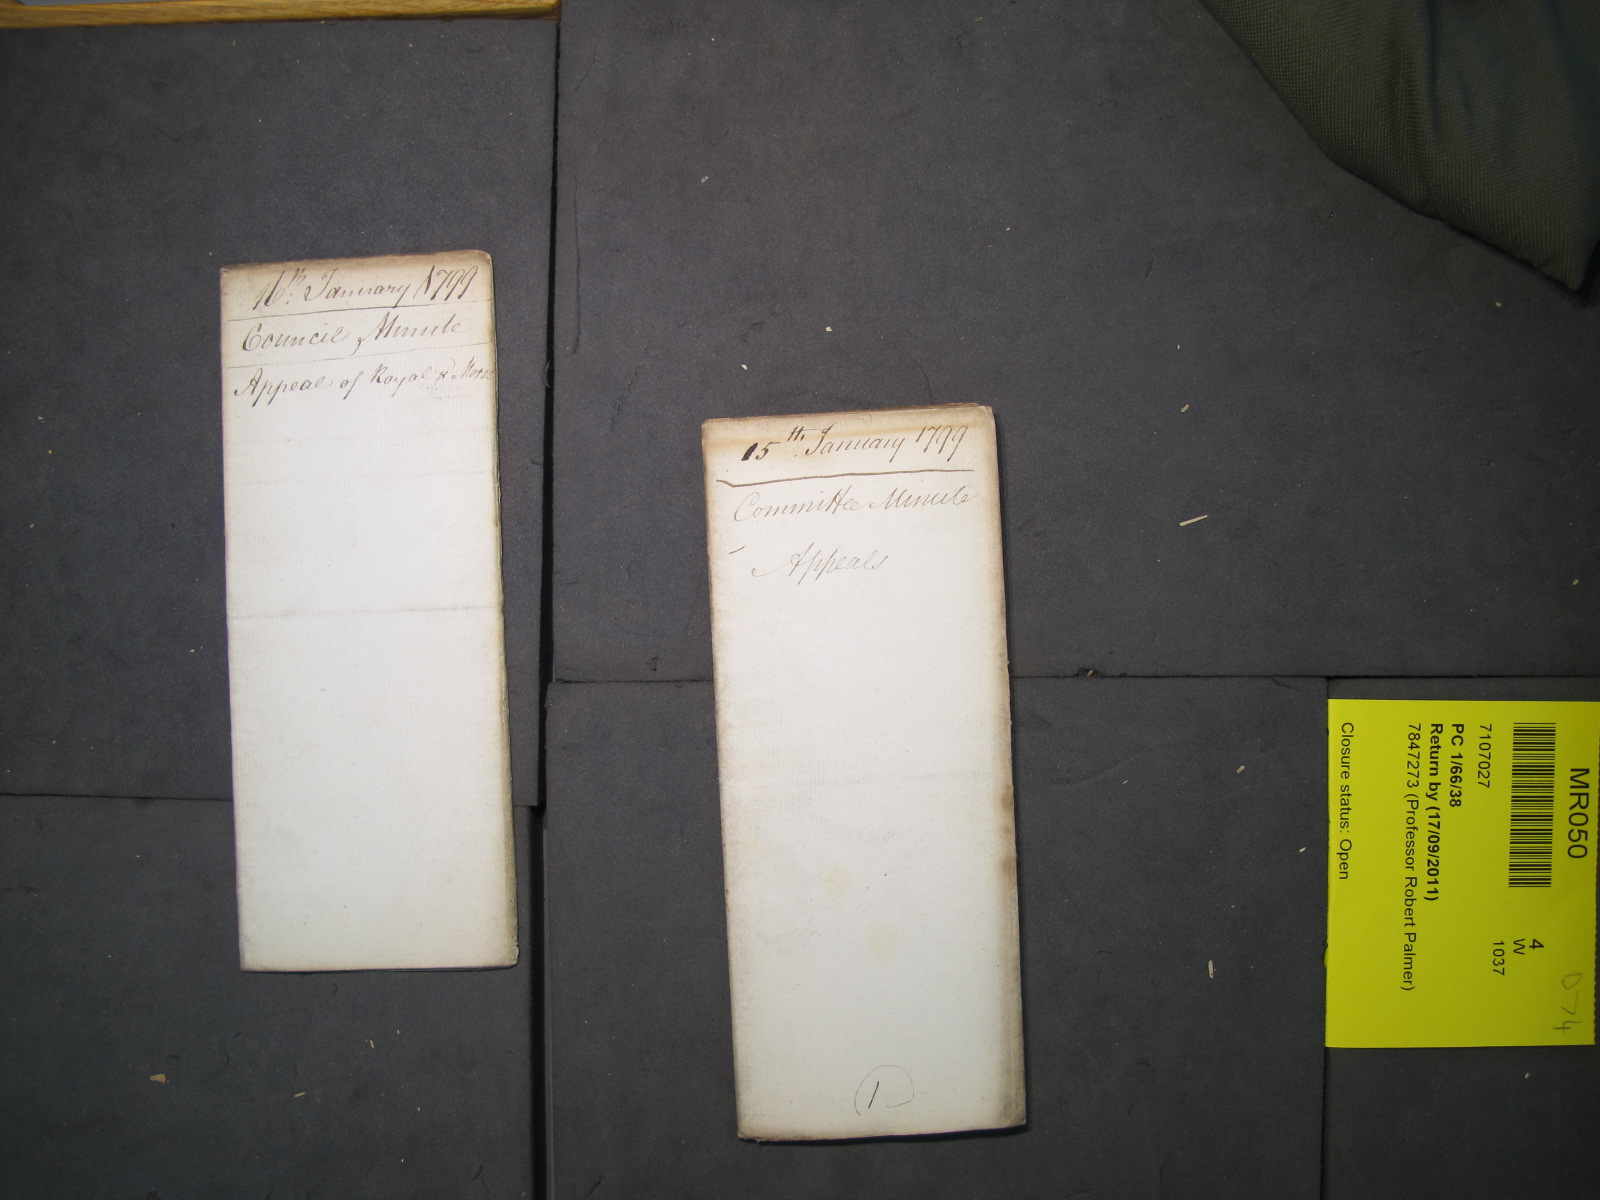 16th January 1799
Council Minute
Appeal of Royal
15th January 1799
Committee Minute
Appeals
1
MR050
7107027
4
W
1037
PC 1/66/38
Return by (17/09/2011)
7847273 (Professor Robert Palmer)
Closure status: Open